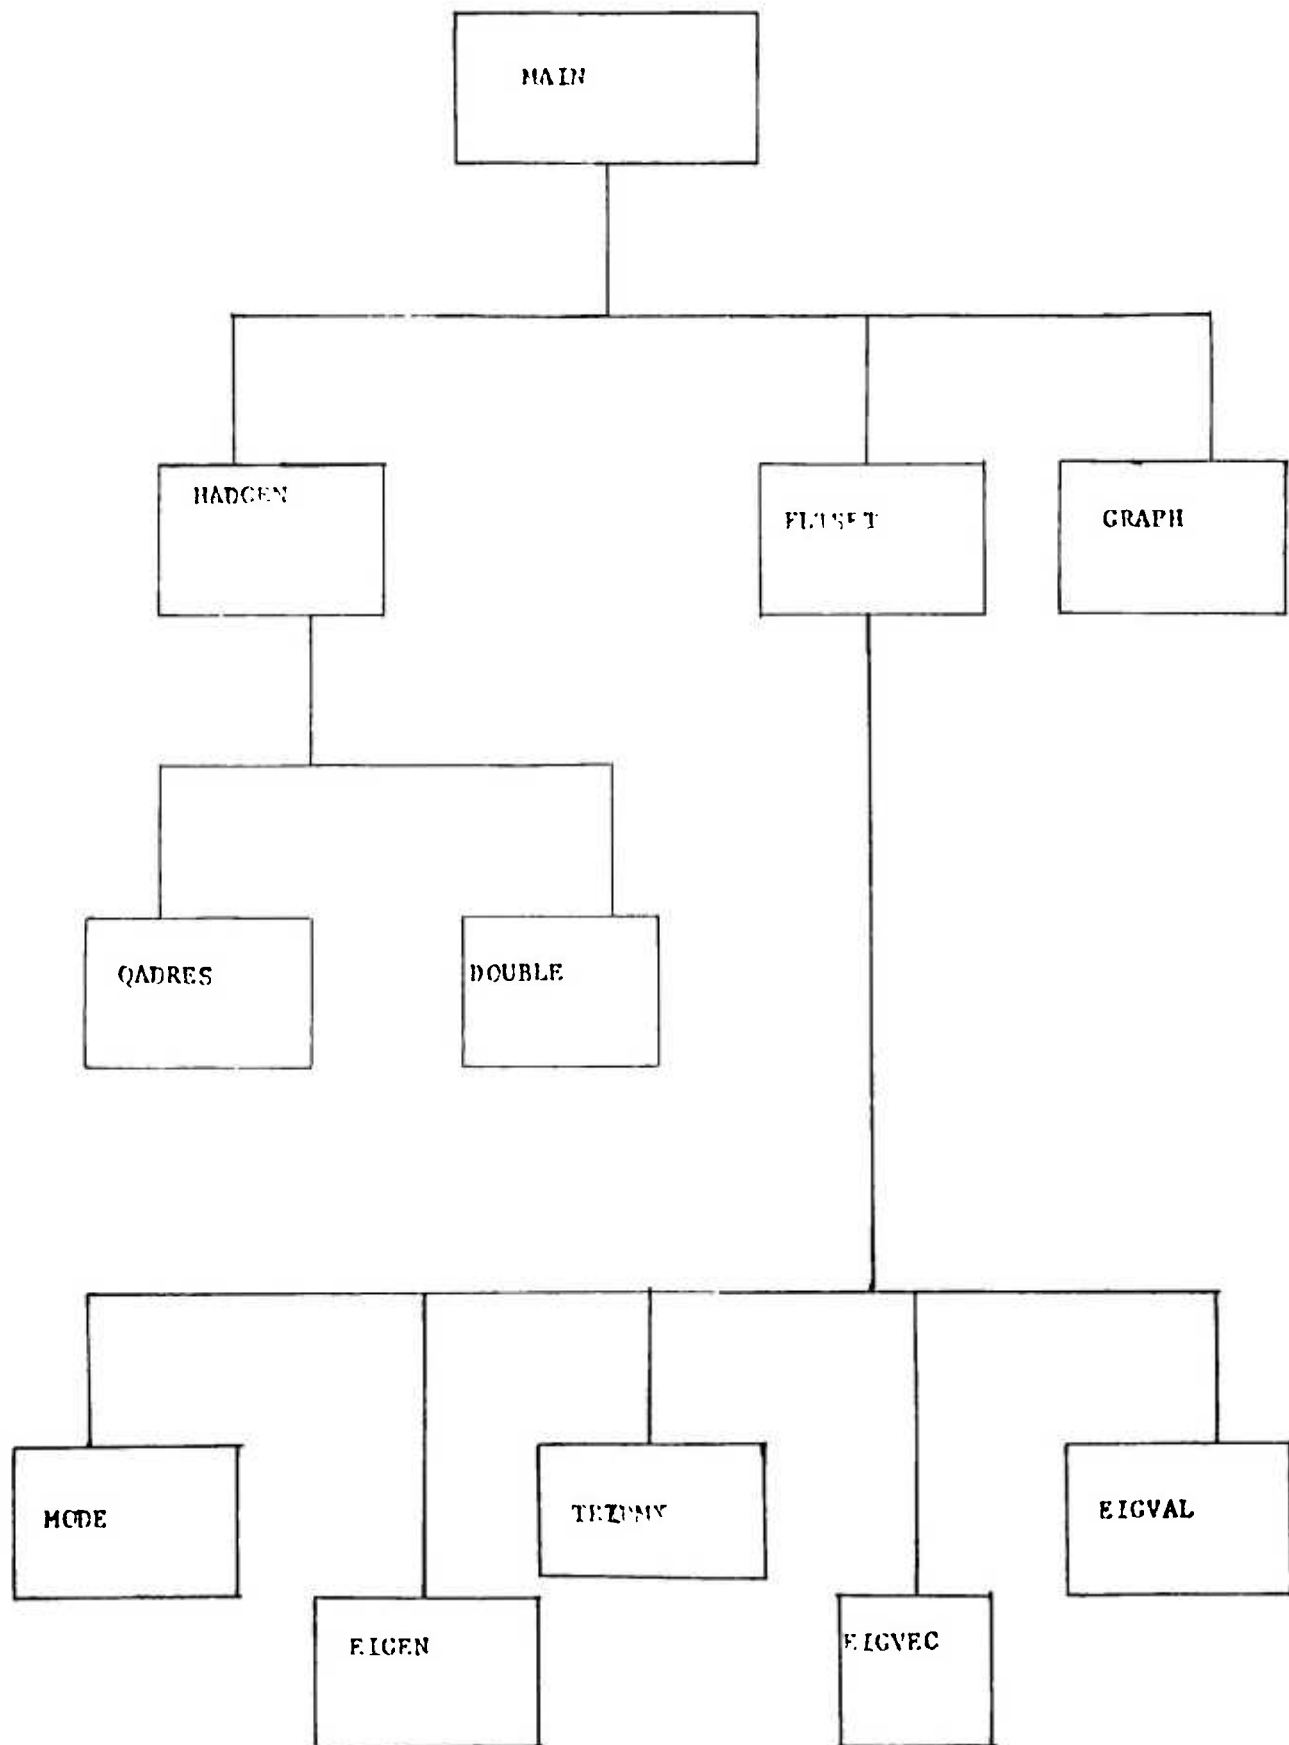 MAIN
HADGEN
GRAPH
QADRES
DOUBLE
MODE
EIGVAL
EIGEN
EIGVEC